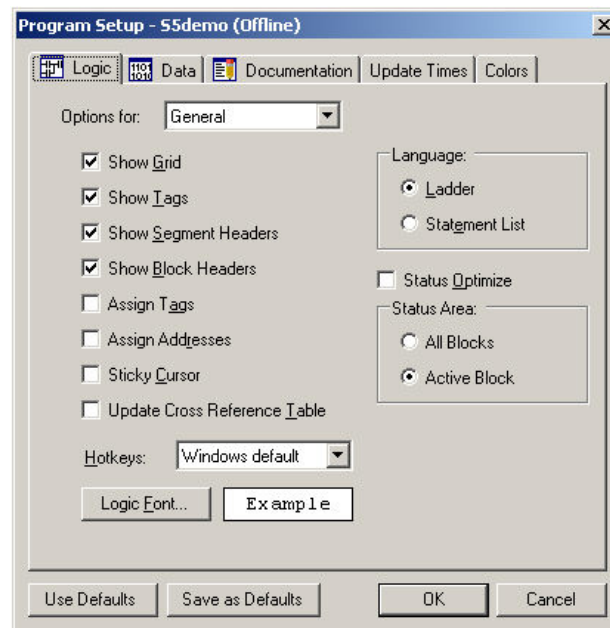 Program Setup - S5demo (Offline)
Logic
Data
Documentation
Update Times
Colors
Options for: General
Show Grid
Show Tags
Show Segment Headers
Show Block Headers
Assign Tags
Assign Addresses
Sticky Cursor
Update Cross Reference Table
Hotkeys: Windows default
Logic Font...
Example
Language:
Ladder
Statement List
Status Optimize
Status Area:
All Blocks
Active Block
Use Defaults
Save as Defaults
OK
Cancel